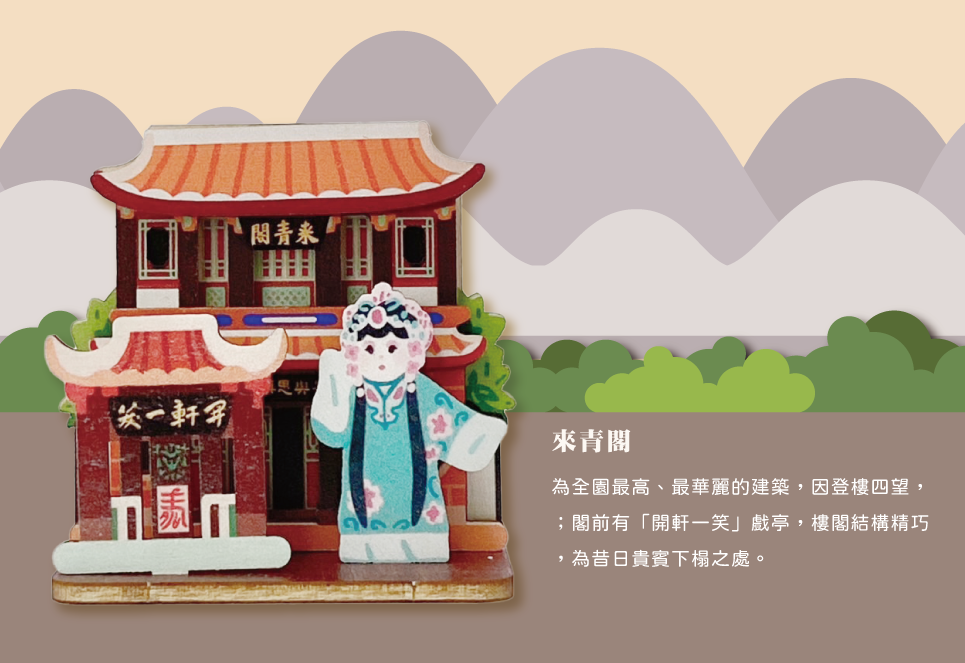 来青閣
开軒一笑
來青閣
為全園最高、最華麗的建築，因登樓四望，
；閣前有「開軒一笑」戲亭，樓閣結構精巧
，為昔日貴賓下榻之處。